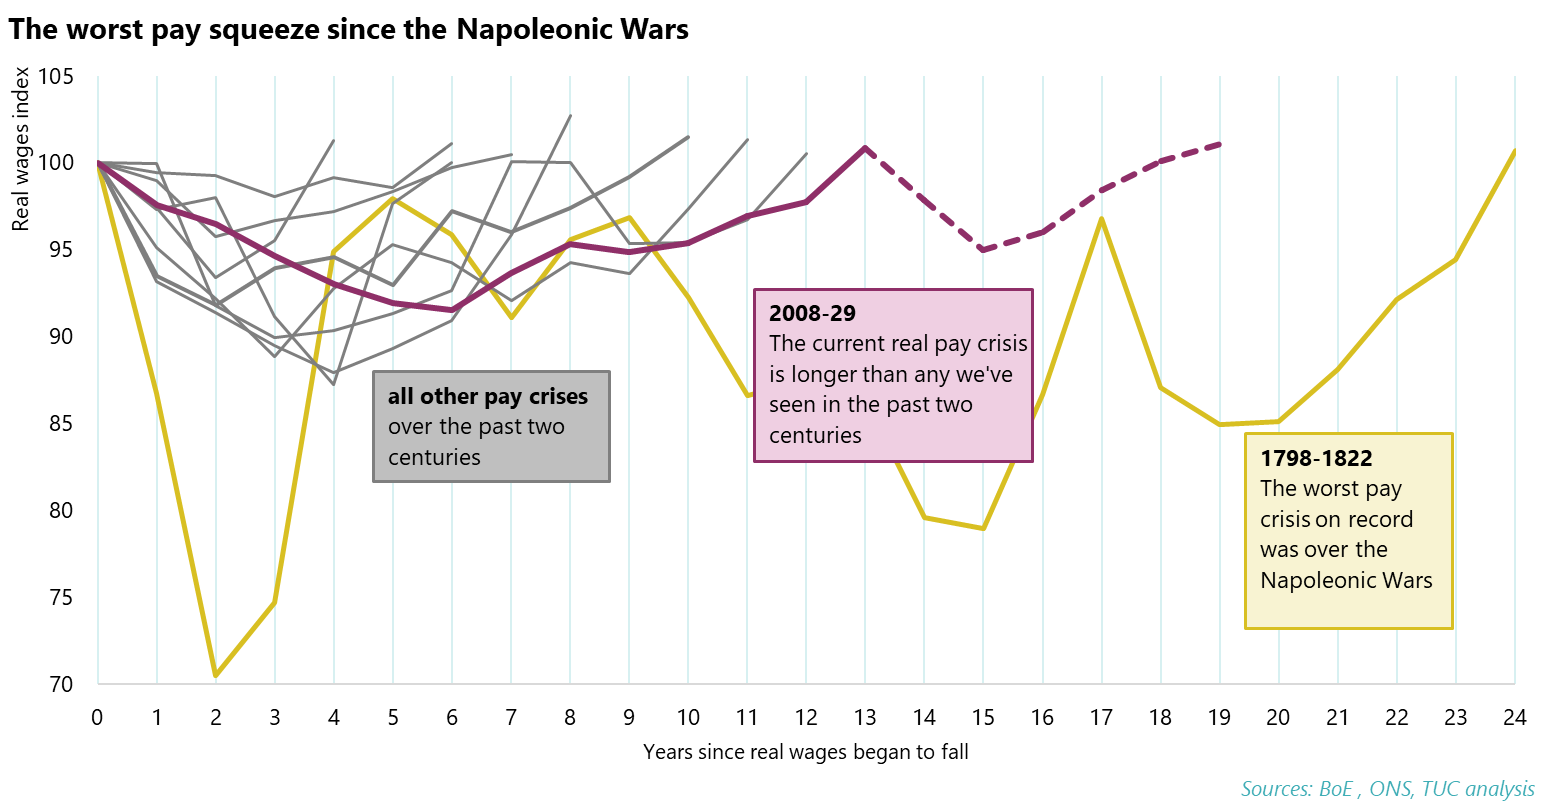 The worst pay squeeze since the Napoleonic Wars
Real wages index
105
100
95
90
85
80
75
70
all other pay crises
over the past two
centuries
2008-29
The current real pay crisis
is longer than any we've
seen in the past two
centuries
1798-1822
The worst pay
crisis on record
was over the
Napoleonic Wars
0 1 2 3 4 5 6 7 8 9 10 11 12 13 14 15 16 17 18 19 20 21 22 23 24
Years since real wages began to fall
Sources: BoE , ONS, TUC analysis